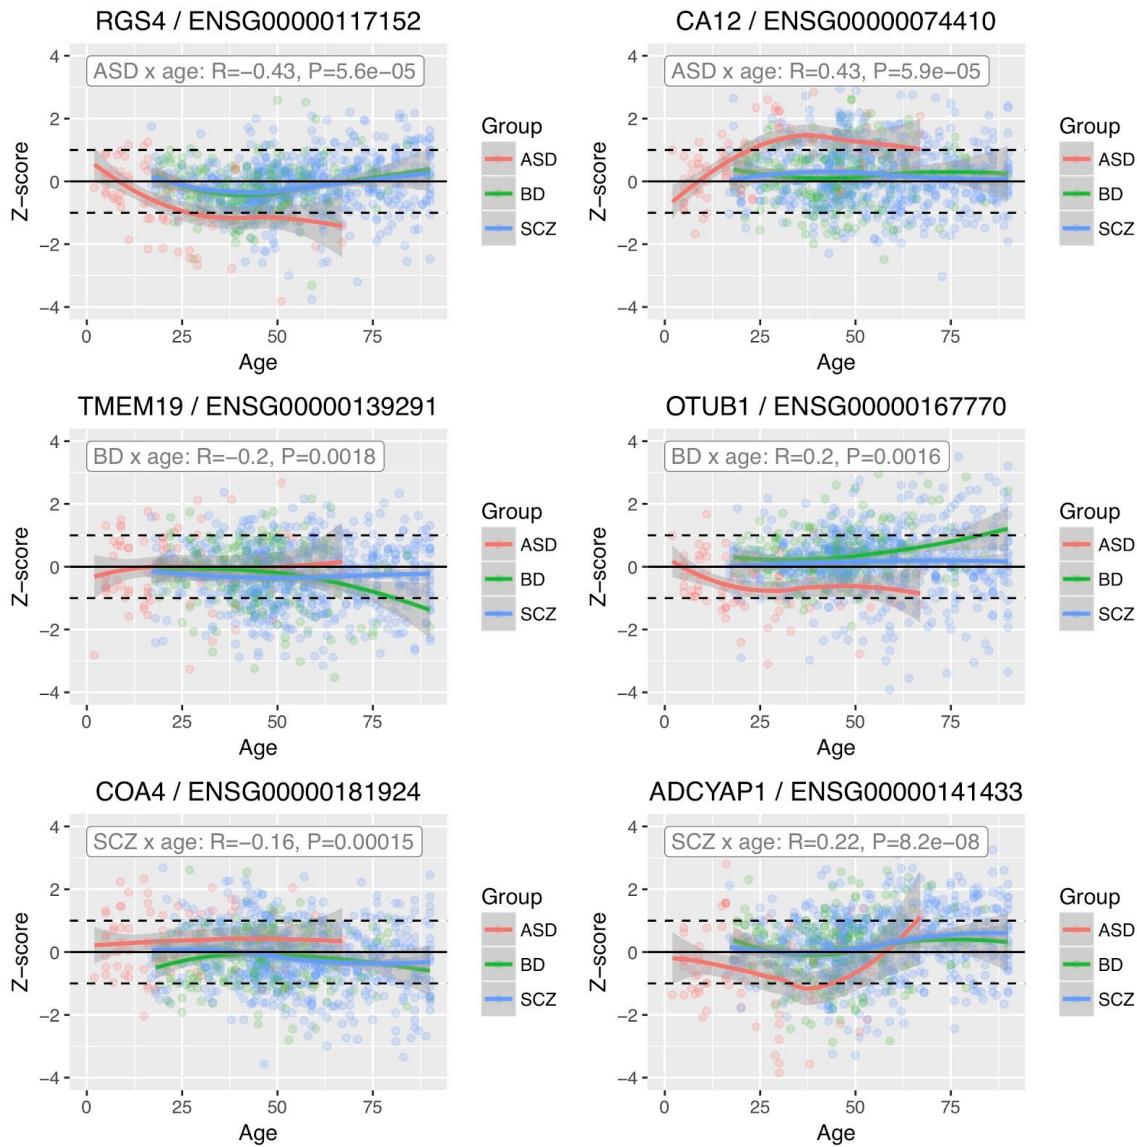 RGS4 / ENSG00000117152
ASD x age: R=−0.43, P=5.6e−05
Z−score
4
2
0
−2
−4
0 25 50 75
Age
Group
ASD
BD
SCZ
CA12 / ENSG00000074410
ASD x age: R=0.43, P=5.9e−05
Z−score
4
2
0
−2
−4
0 25 50 75
Age
Group
ASD
BD
SCZ
TMEM19 / ENSG00000139291
BD x age: R=−0.2, P=0.0018
Z−score
4
2
0
−2
−4
0 25 50 75
Age
Group
ASD
BD
SCZ
OTUB1 / ENSG00000167770
BD x age: R=0.2, P=0.0016
Z−score
4
2
0
−2
−4
0 25 50 75
Age
Group
ASD
BD
SCZ
COA4 / ENSG00000181924
SCZ x age: R=−0.16, P=0.00015
Z−score
4
2
0
−2
−4
0 25 50 75
Age
Group
ASD
BD
SCZ
ADCYAP1 / ENSG00000141433
SCZ x age: R=0.22, P=8.2e−08
Z−score
4
2
0
−2
−4
0 25 50 75
Age
Group
ASD
BD
SCZ